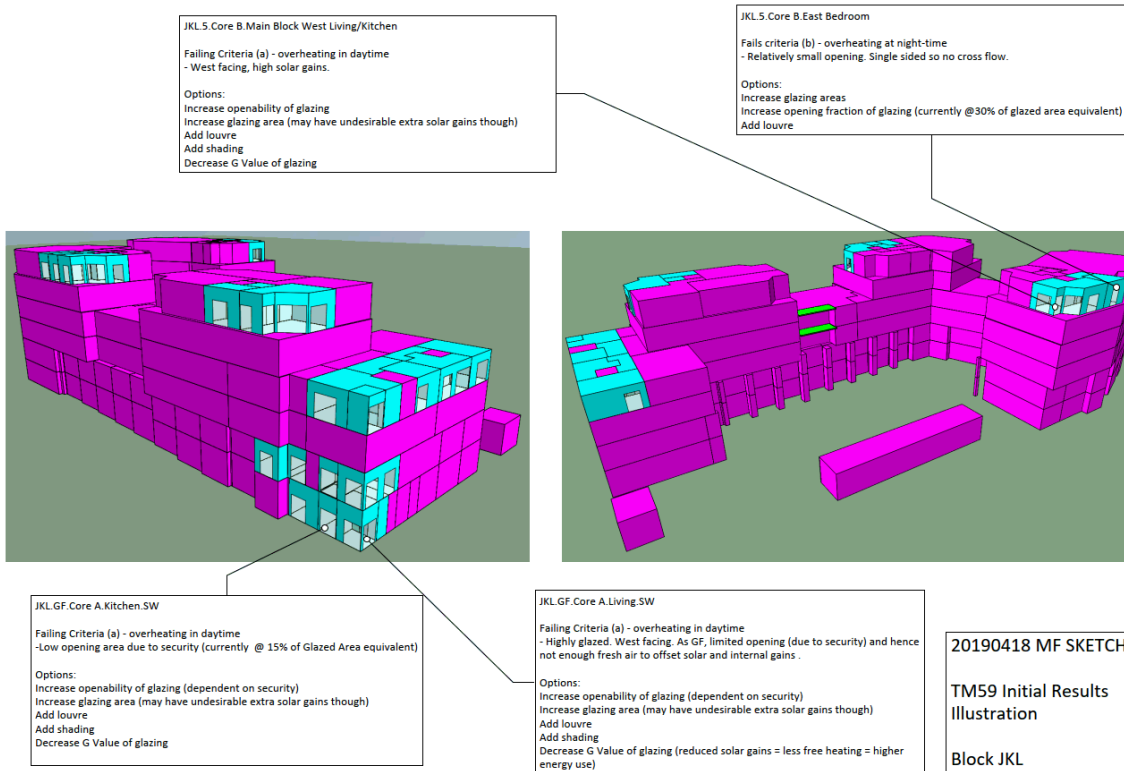 JKL.5.Core B.Main Block West Living/Kitchen
Failing Criteria (a) - overheating in daytime
- West facing, high solar gains.
Options:
Increase openability of glazing
Increase glazing area (may have undesirable extra solar gains though)
Add louvre
Add shading
Decrease G Value of glazing
JKL.5.Core B.East Bedroom
Fails criteria (b) - overheating at night-time
- Relatively small opening. Single sided so no cross flow.
Options:
Increase glazing areas
Increase opening fraction of glazing (currently @30% of glazed area equivalent)
Add louvre
JKL.GF.Core A.Kitchen.SW
Failing Criteria (a) - overheating in daytime
-Low opening area due to security (currently  @ 15% of Glazed Area equivalent)
Options:
Increase openability of glazing (dependent on security)
Increase glazing area (may have undesirable extra solar gains though)
Add louvre
Add shading
Decrease G Value of glazing
JKL.GF.Core A.Living.SW
Failing Criteria (a) - overheating in daytime
- Highly glazed. West facing. As GF, limited opening (due to security) and hence
not enough fresh air to offset solar and internal gains .
Options:
Increase openability of glazing (dependent on security)
Increase glazing area (may have undesirable extra solar gains though)
Add louvre
Add shading
Decrease G Value of glazing (reduced solar gains = less free heating = higher
energy use)
20190418 MF SKETCH
TM59 Initial Results
Illustration
Block JKL